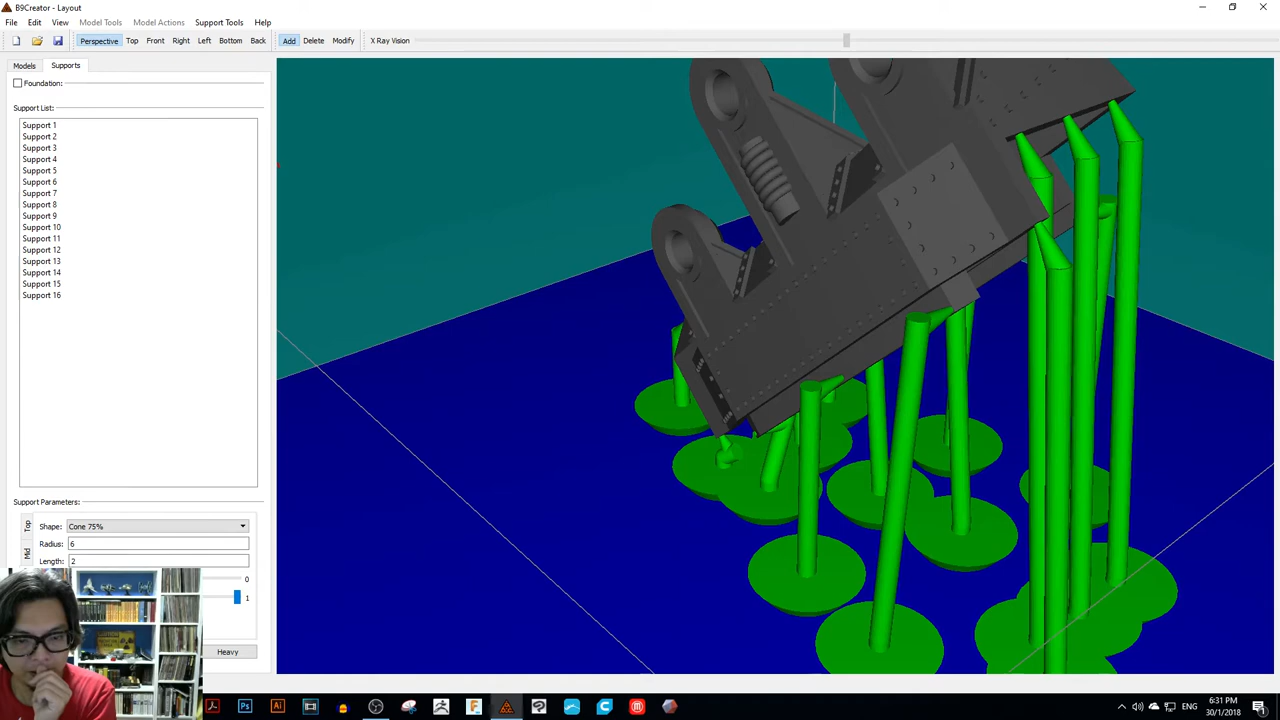 B9Creator - Layout
File Edit View Model Tools Model Actions Support Tools Help
Perspective Top Front Right Left Bottom Back Add Delete Modify X Ray Vision
Models Supports
Foundation:
Support List:
Support 1
Support 2
Support 3
Support 4
Support 5
Support 6
Support 7
Support 8
Support 9
Support 10
Support 11
Support 12
Support 13
Support 14
Support 15
Support 16
Support Parameters:
Top
Mid
Shape: Cone 75%
Radius: 6
Length: 2
0
1
Heavy
Ps Ai F
ENG
6:31 PM
30/1/2018
1